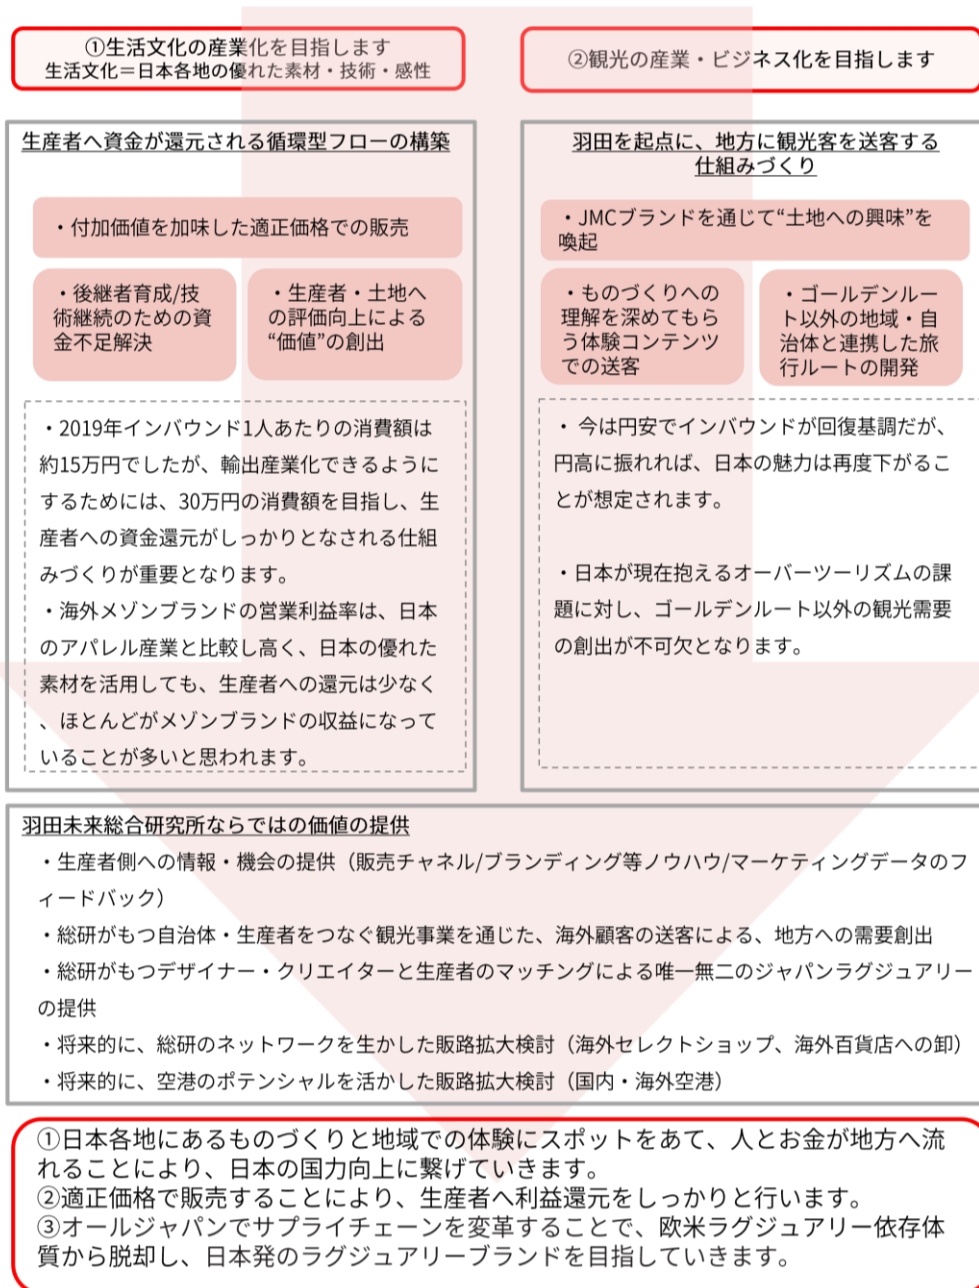 ①生活文化の産業化を目指します
生活文化＝日本各地の優れた素材・技術・感性
②観光の産業・ビジネス化を目指します
生産者へ資金が還元される循環型フローの構築
・付加価値を加味した適正価格での販売
・後継者育成/技
術継続のための資
金不足解決
・生産者・土地へ
の評価向上による
“価値”の創出
・2019年インバウンド1人あたりの消費額は
約15万円でしたが、輸出産業化できるように
するためには、30万円の消費額を目指し、生
産者への資金還元がしっかりとなされる仕組
みづくりが重要となります。
・海外メゾンブランドの営業利益率は、日本
のアパレル産業と比較し高く、日本の優れた
素材を活用しても、生産者への還元は少なく
、ほとんどがメゾンブランドの収益になって
いることが多いと思われます。
羽田を起点に、地方に観光客を送客する
仕組みづくり
・JMCブランドを通じて“土地への興味”を
喚起
・ものづくりへの
理解を深めてもら
う体験コンテンツ
での送客
・ゴールデンルー
ト以外の地域・自
治体と連携した旅
行ルートの開発
・ 今は円安でインバウンドが回復基調だが、
円高に振れれば、日本の魅力は再度下がるこ
とが想定されます。
・日本が現在抱えるオーバーツーリズムの課
題に対し、ゴールデンルート以外の観光需要
の創出が不可欠となります。
羽田未来総合研究所ならではの価値の提供
・生産者側への情報・機会の提供（販売チャネル/ブランディング等ノウハウ/マーケティングデータのフ
ィードバック）
・総研がもつ自治体・生産者をつなぐ観光事業を通じた、海外顧客の送客による、地方への需要創出
・総研がもつデザイナー・クリエイターと生産者のマッチングによる唯一無二のジャパンラグジュアリー
の提供
・将来的に、総研のネットワークを生かした販路拡大検討（海外セレクトショップ、海外百貨店への卸）
・将来的に、空港のポテンシャルを活かした販路拡大検討（国内・海外空港）
①日本各地にあるものづくりと地域での体験にスポットをあて、人とお金が地方へ流
れることにより、日本の国力向上に繋げていきます。
②適正価格で販売することにより、生産者へ利益還元をしっかりと行います。
③オールジャパンでサプライチェーンを変革することで、欧米ラグジュアリー依存体
質から脱却し、日本発のラグジュアリーブランドを目指していきます。